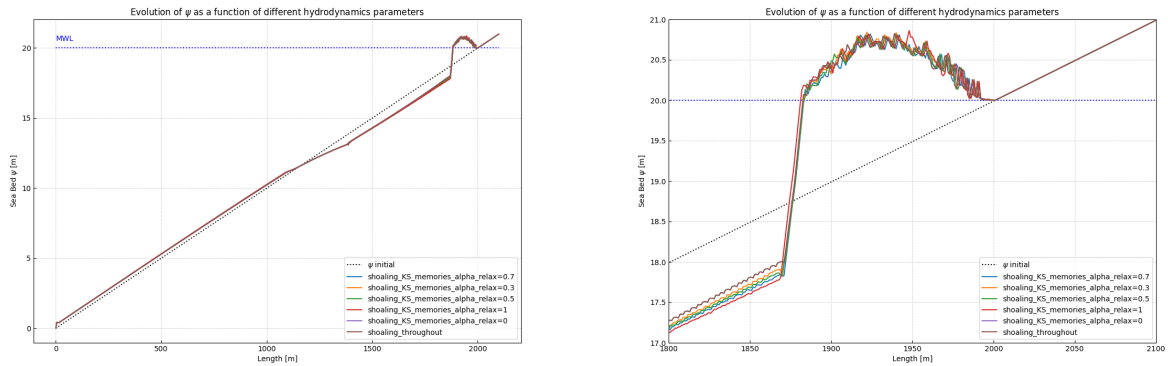 Evolution of ψ as a function of different hydrodynamics parameters
MWL
20
15
10
5
0
Sea Bed ψ [m]
0
500
1000
1500
2000
Length [m]
ψ initial
shoaling_KS_memories_alpha_relax=0.7
shoaling_KS_memories_alpha_relax=0.3
shoaling_KS_memories_alpha_relax=0.5
shoaling_KS_memories_alpha_relax=1
shoaling_KS_memories_alpha_relax=0
shoaling_throughout
Evolution of ψ as a function of different hydrodynamics parameters
21.0
20.5
20.0
19.5
19.0
18.5
18.0
17.5
17.0
Sea Bed ψ [m]
1800
1850
1900
1950
2000
2050
2100
Length [m]
ψ initial
shoaling_KS_memories_alpha_relax=0.7
shoaling_KS_memories_alpha_relax=0.3
shoaling_KS_memories_alpha_relax=0.5
shoaling_KS_memories_alpha_relax=1
shoaling_KS_memories_alpha_relax=0
shoaling_throughout